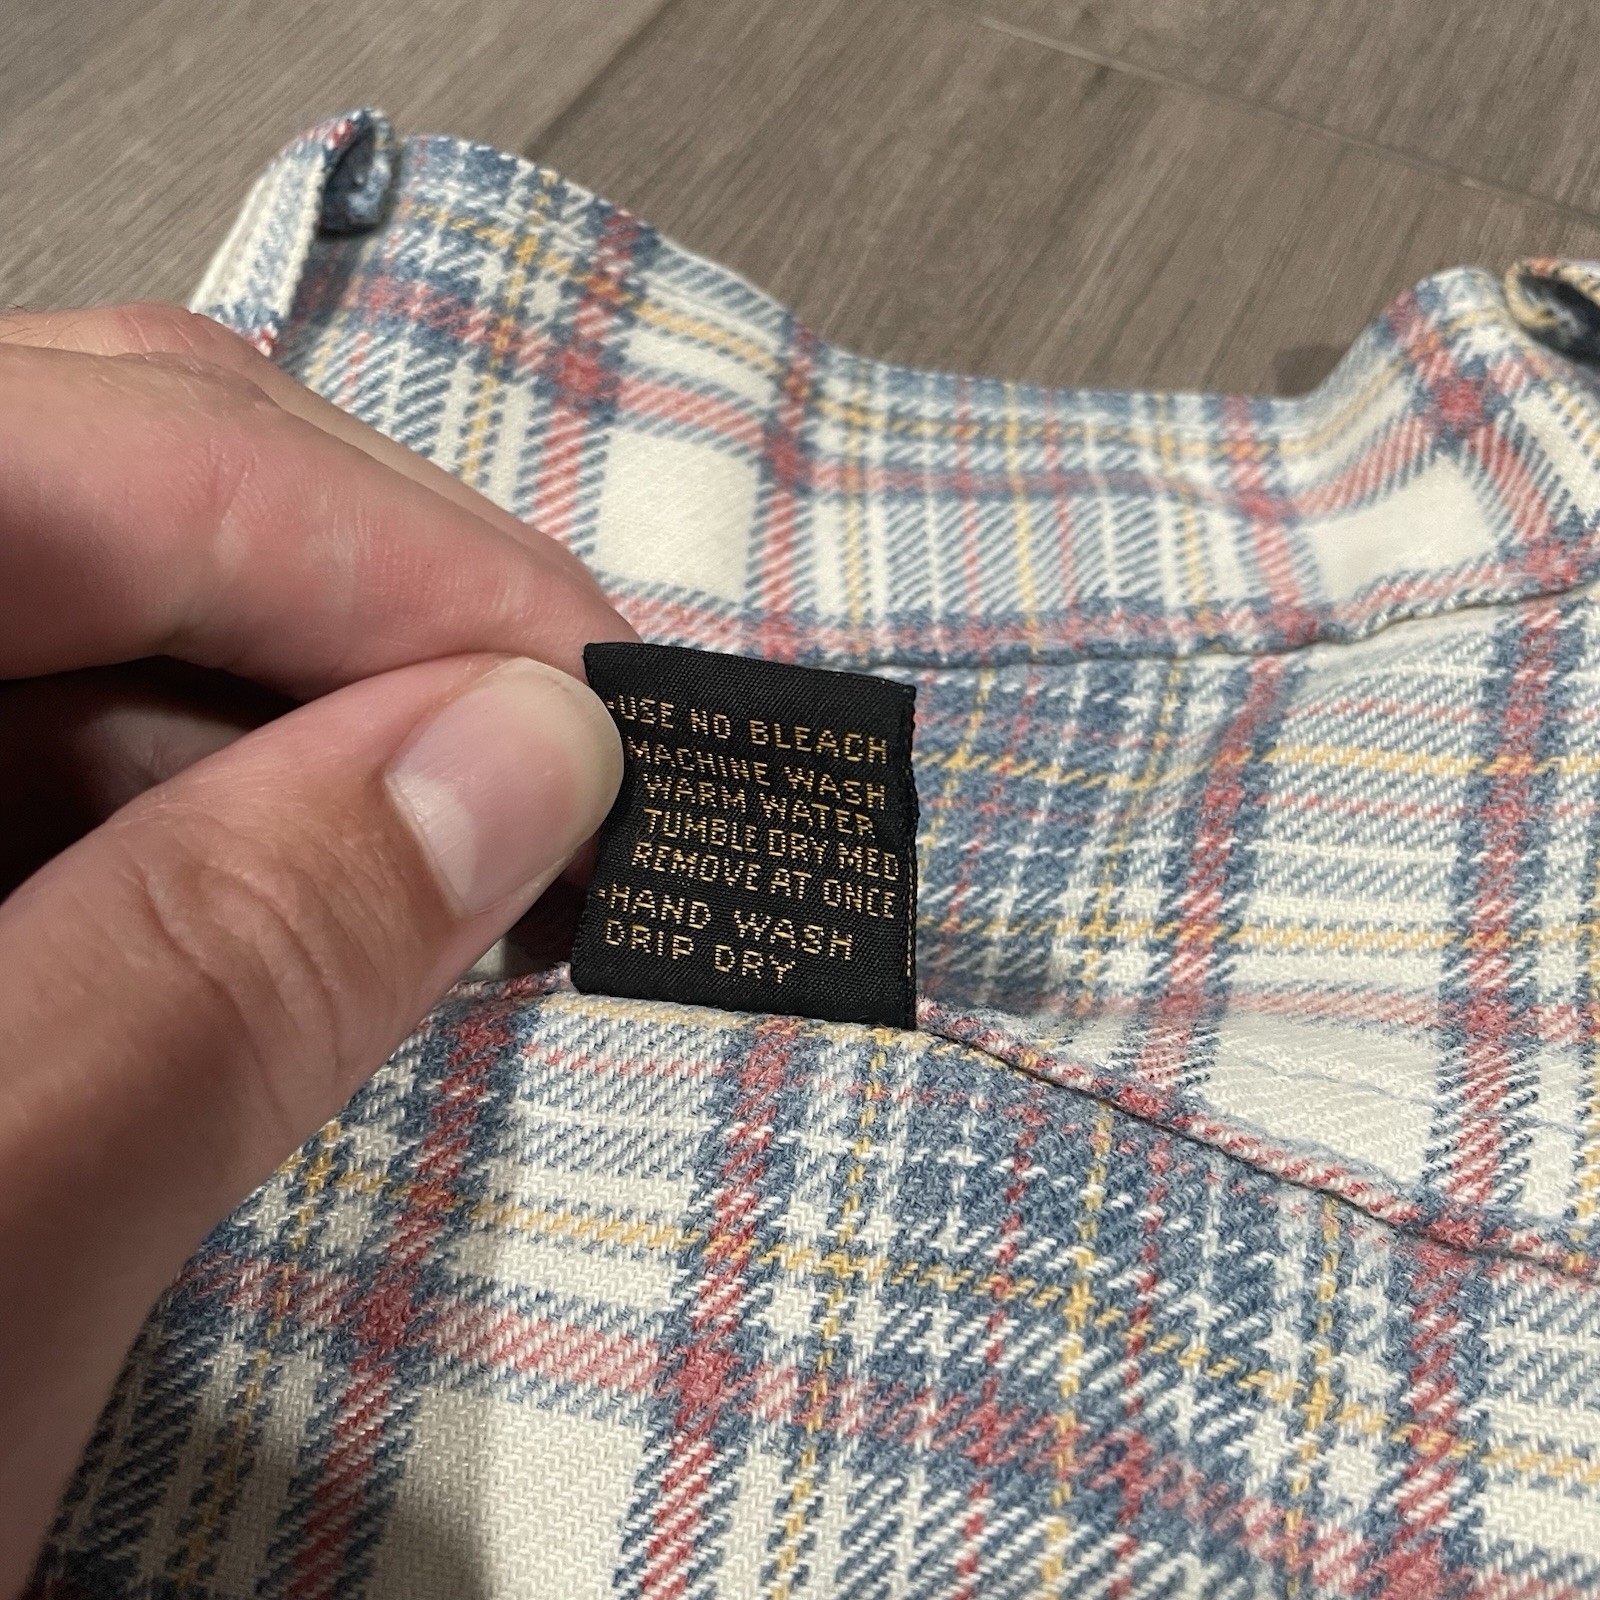 -USE NO BLEACH
MACHINE WASH
WARM WATER
TUMBLE DRY MED
REMOVE AT ONCE
-HAND WASH
DRIP DRY